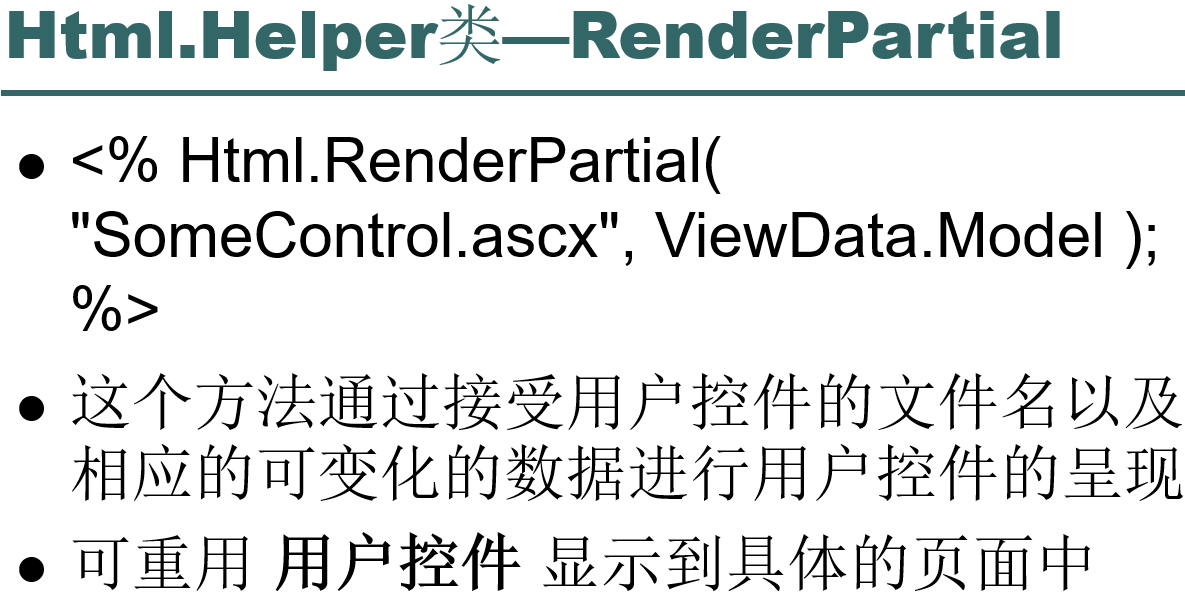 Html.Helper类—RenderPartial
● <% Html.RenderPartial(
"SomeControl.ascx", ViewData.Model );
%>
● 这个方法通过接受用户控件的文件名以及
相应的可变化的数据进行用户控件的呈现
● 可重用 用户控件 显示到具体的页面中